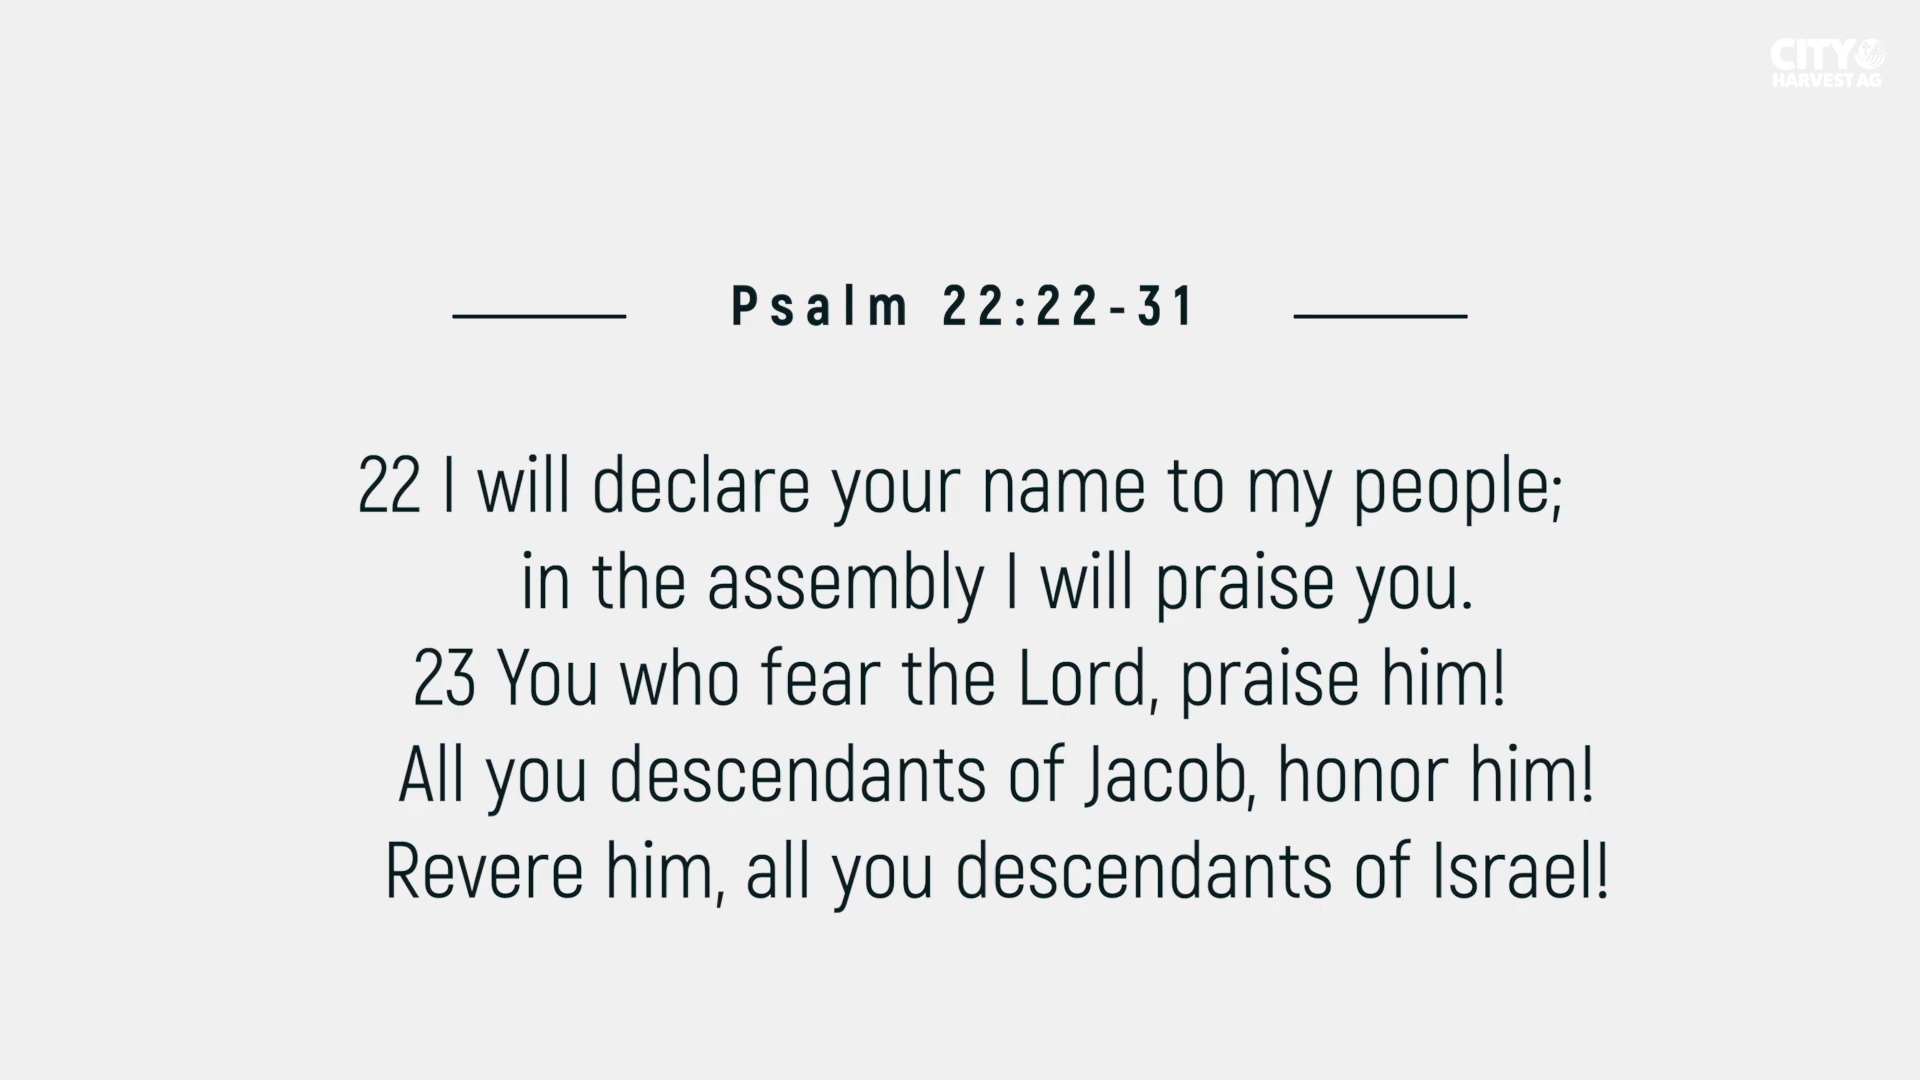 CITY
HARVEST AG
Psalm 22:22-31
22 I will declare your name to my people;
in the assembly I will praise you.
23 You who fear the Lord, praise him!
All you descendants of Jacob, honor him!
Revere him, all you descendants of Israel!